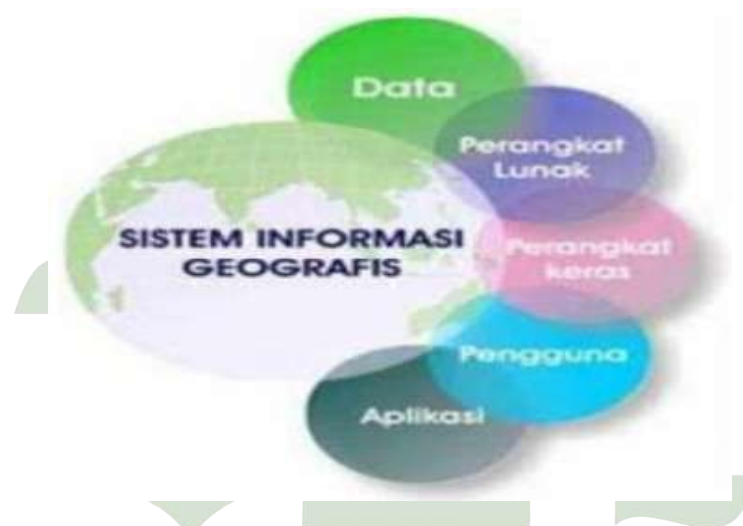 Data
Perangkat
Lunak
SISTEM INFORMASI
GEOGRAFIS
Perangkat
keras
Pengguna
Aplikasi